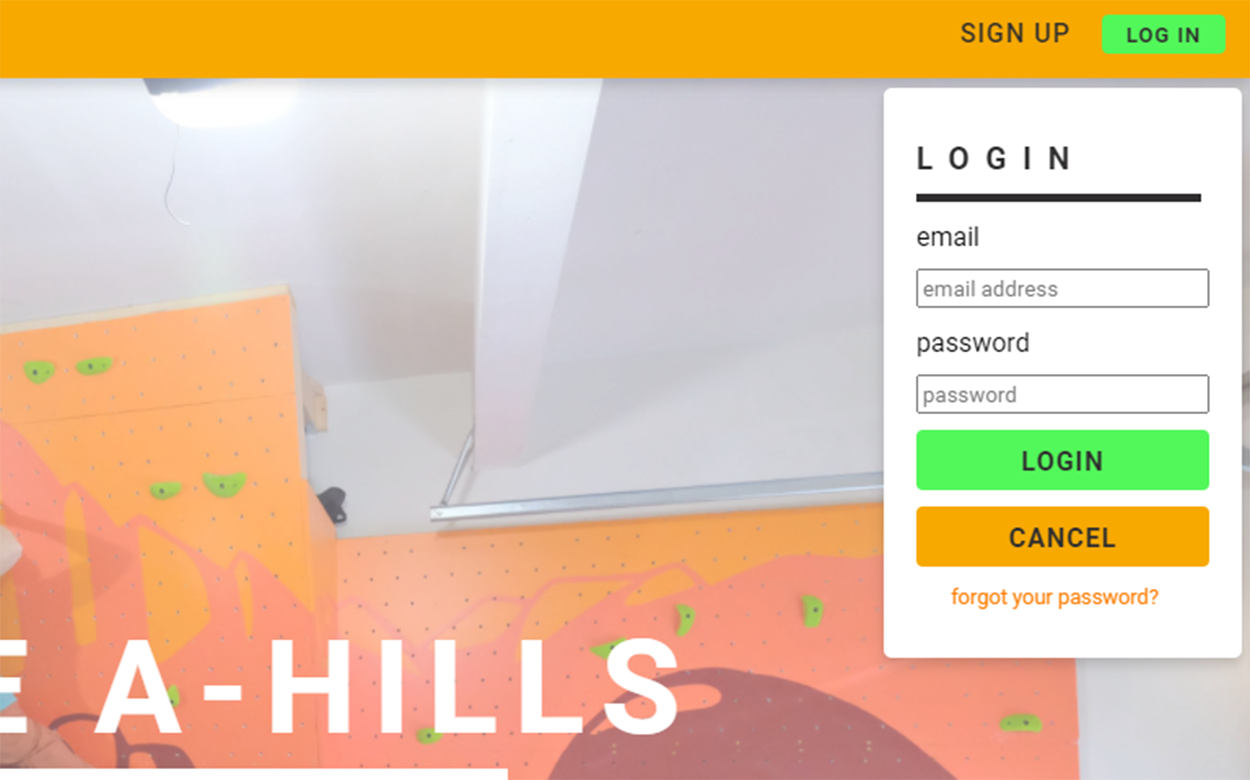 SIGN UP LOG IN
LOGIN
email
email address
password
password
LOGIN
CANCEL
forgot your password?
E A-HILLS